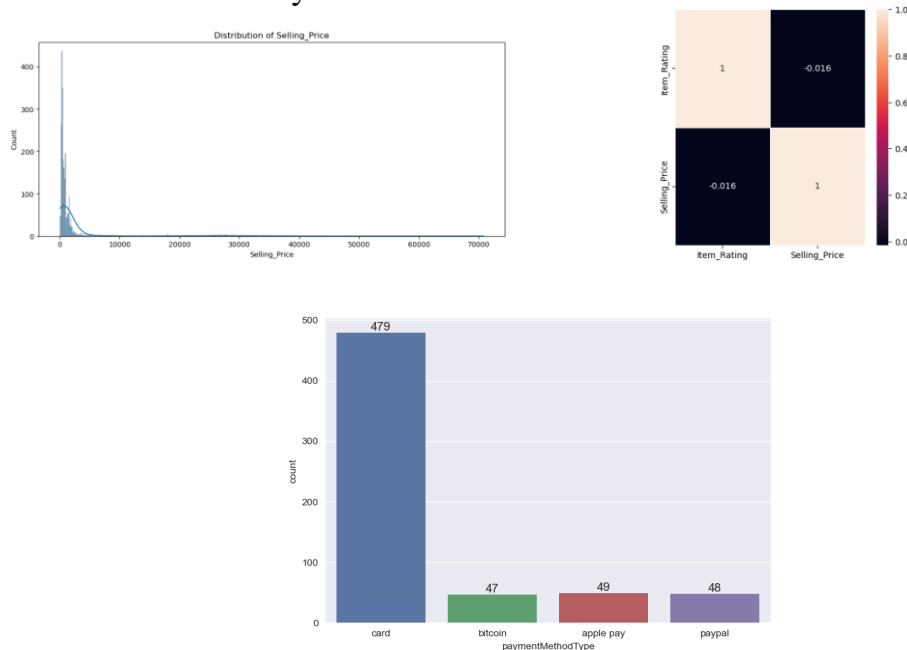 Distribution of Selling_Price
400
300
200
100
0
Count
0 10000 20000 30000 40000 50000 60000 70000
Selling_Price
Item_Rating
Selling_Price
1 -0.016
-0.016 1
Item_Rating Selling_Price
1.0
0.8
0.6
0.4
0.2
0.0
500
400
300
200
100
0
count
479
47
49
48
card bitcoin apple pay paypal
paymentMethodType